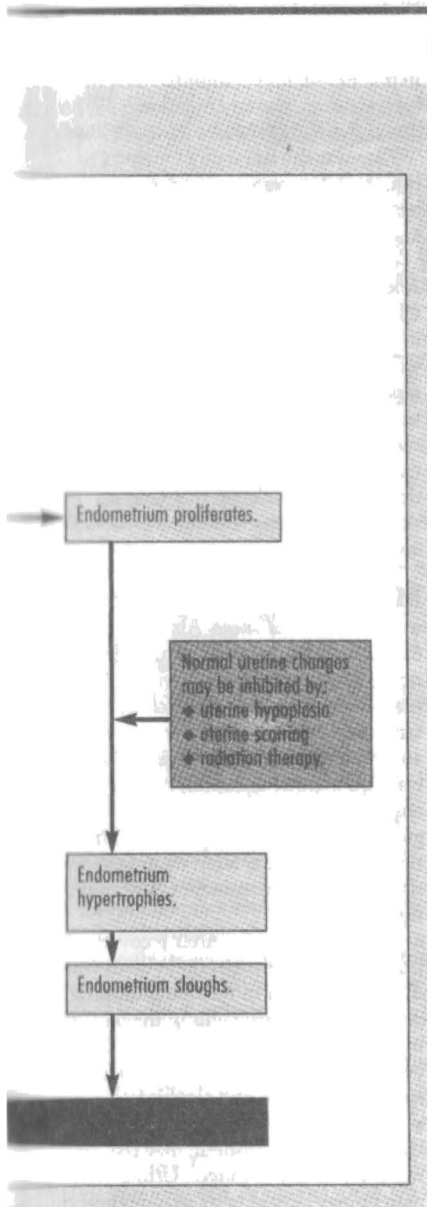 Endometrium proliferates.
Normal uterine changes
may be inhibited by:
◆ uterine hypoplasia
◆ uterine scarring
◆ radiation therapy.
Endometrium
hypertrophies.
Endometrium sloughs.